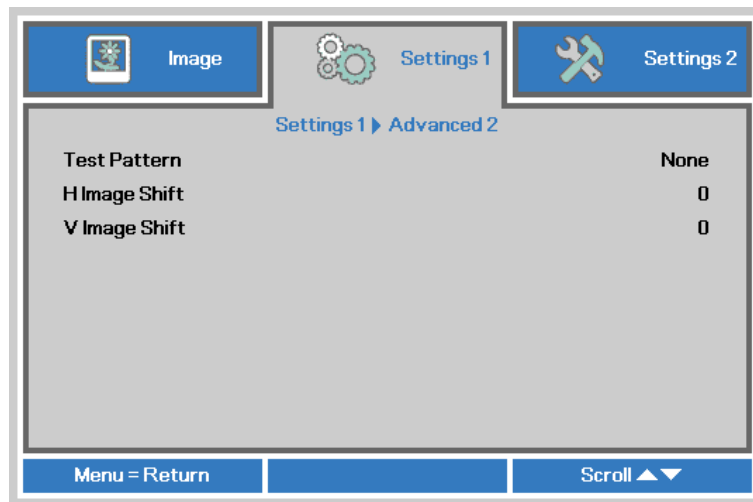 Image
Settings 1
Settings 2
Settings 1 ▶ Advanced 2
Test Pattern None
H Image Shift 0
V Image Shift 0
Menu = Return
Scroll ▲▼